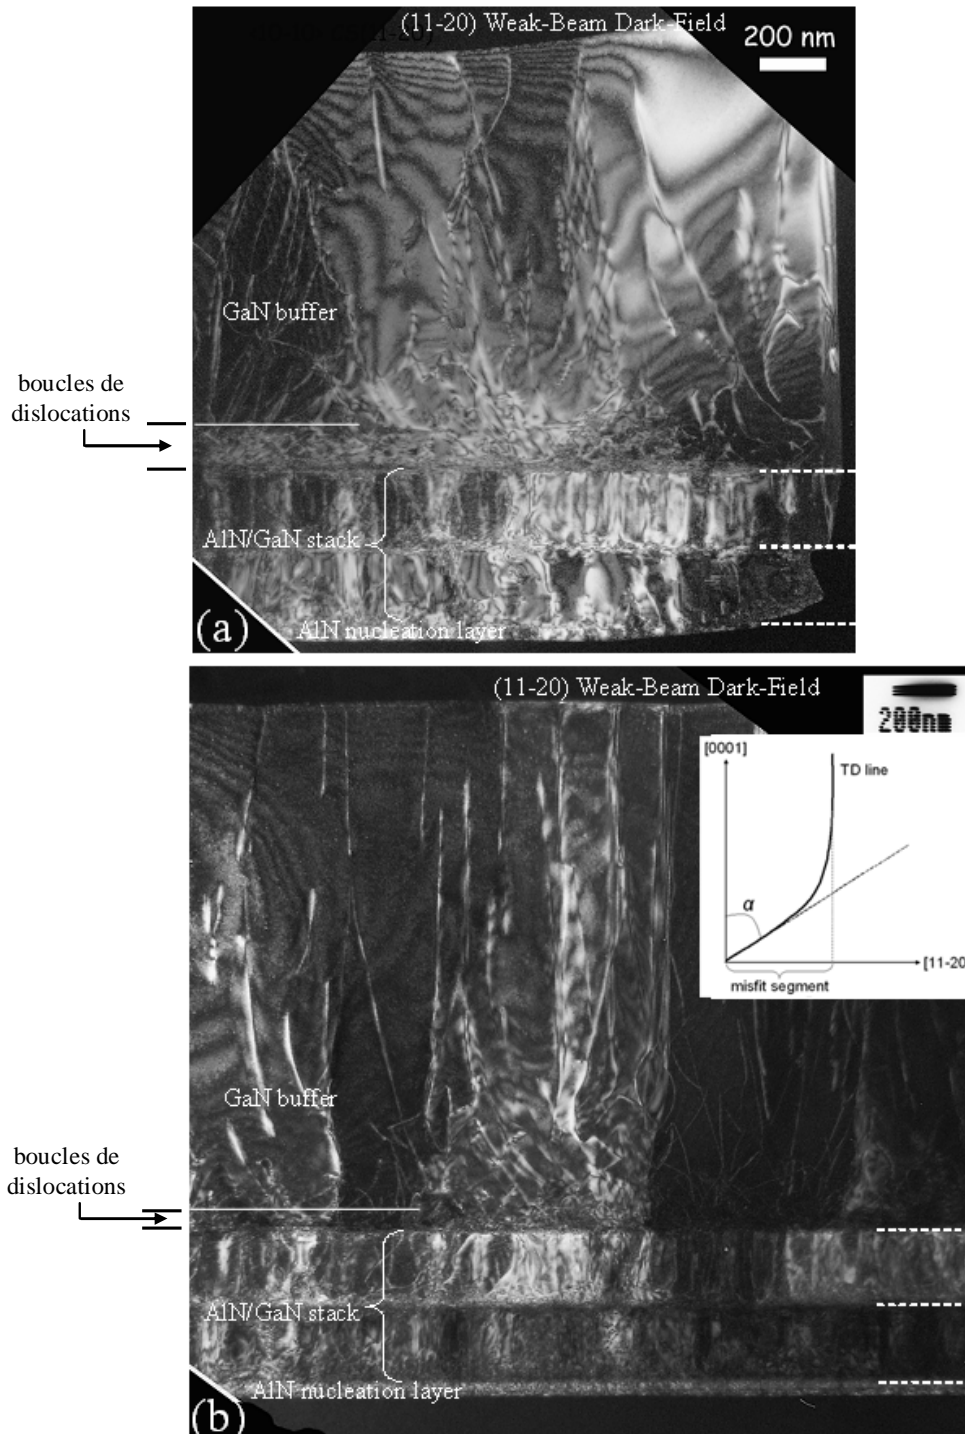 (11-20) Weak-Beam Dark-Field
200 nm
GaN buffer
boucles de
dislocations
AlN/GaN stack
(a)
AlN nucleation layer
(11-20) Weak-Beam Dark-Field
200nm
[0001]
TD line
α
[11-20
misfit segment
GaN buffer
boucles de
dislocations
AlN/GaN stack
AlN nucleation layer
(b)